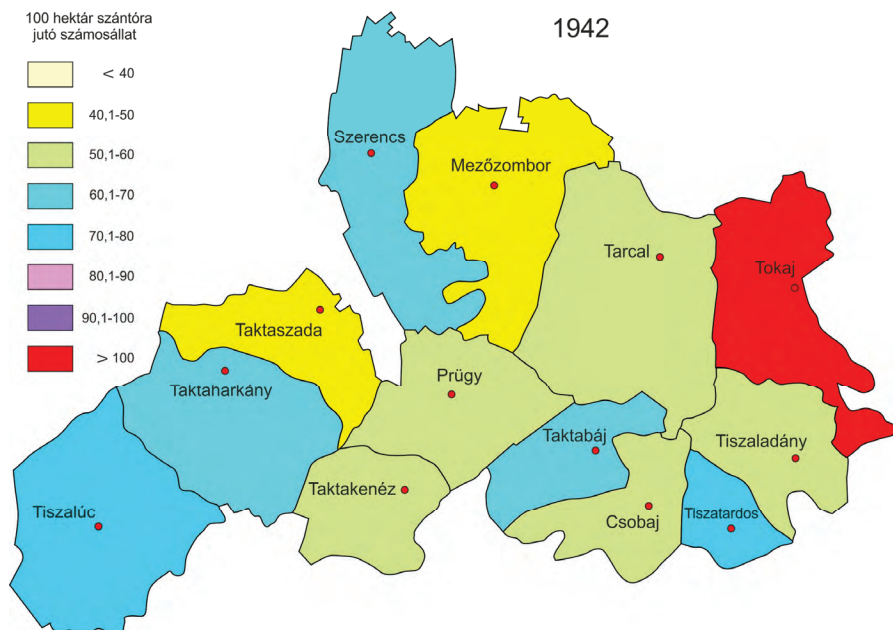 100 hektár szántóra
jutó számosállat
1942
< 40
40,1-50
50,1-60
60,1-70
70,1-80
80,1-90
90,1-100
> 100
Szerencs
Mezőzombor
Tarcal
Tokaj
Taktaszada
Taktaharkány
Prügy
Taktabáj
Tiszaladány
Taktakenéz
Csobaj
Tiszatardos
Tiszalúc